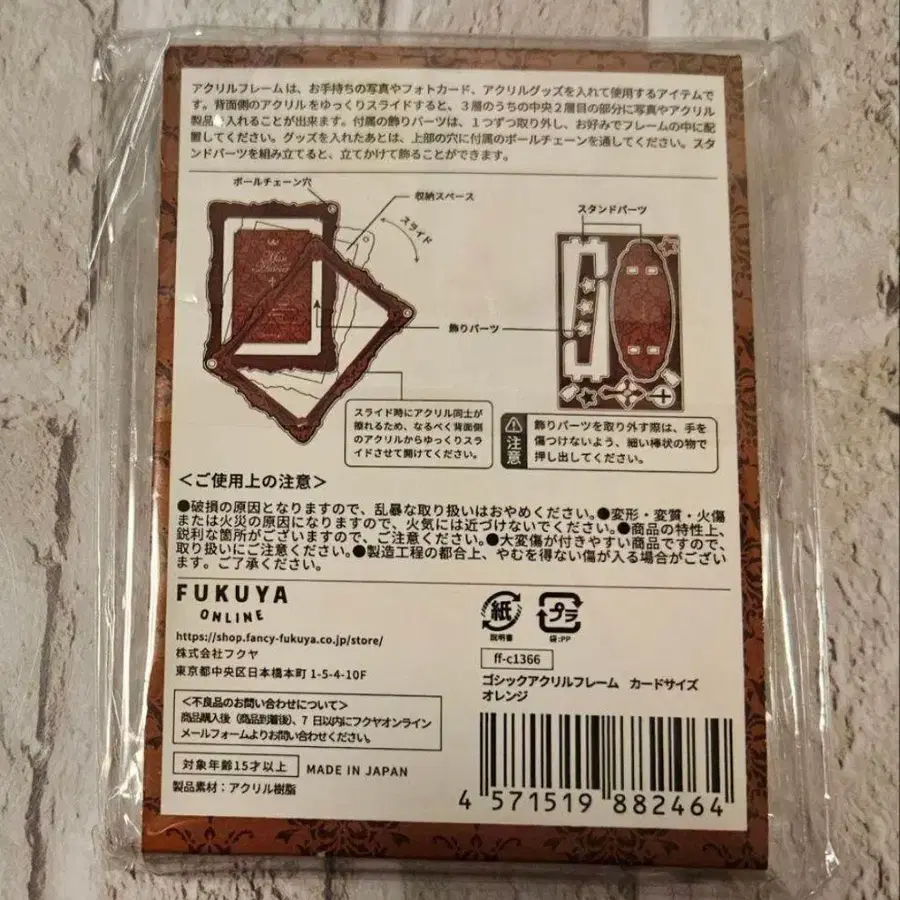 アクリルフレームは、お手持ちの写真やフォトカード、アクリルグッズを入れて使用するアイテムで
す。背面側のアクリルをゆっくりスライドすると、3層のうちの中央2層目の部分に写真やアクリル
製品を入れることが出来ます。付属の飾りパーツは、1つずつ取り外し、お好みでフレームの中に配
置してください。グッズを入れたあとは、上部の穴に付属のボールチェーンを通してください。スタ
ンドパーツを組み立てると、立てかけて飾ることができます。
ボールチェーン穴
収納スペース
スライド
スタンドパーツ
飾りパーツ
スライド時にアクリル同士が
擦れるため、なるべく背面側
のアクリルからゆっくりスラ
イドさせて開けてください。
注意
飾りパーツを取り外す際は、手を
傷つけないよう、細い棒状の物で
押し出してください。
＜ご使用上の注意＞
●破損の原因となりますので、乱暴な取り扱いはおやめください。●変形・変質・火傷
または火災の原因になりますので、火気には近づけないでください。●商品の特性上、
鋭利な箇所がございますので、ご注意ください。●大変傷が付きやすい商品ですので、
取り扱いにご注意ください。●製造工程の都合上、やむを得ない傷が入る場合がござい
ます。ご了承ください。
FUKUYA
ONLINE
https://shop.fancy-fukuya.co.jp/store/
株式会社フクヤ
東京都中央区日本橋本町 1-5-4-10F
＜不良品のお問い合わせについて＞
商品購入後（商品到着後）、7 日以内にフクヤオンライン
メールフォームよりお問い合わせください。
対象年齢15才以上
MADE IN JAPAN
製品素材：アクリル樹脂
紙
説明書
プラ
袋:PP
ff-c1366
ゴシックアクリルフレーム カードサイズ
オレンジ
4 571519 882464